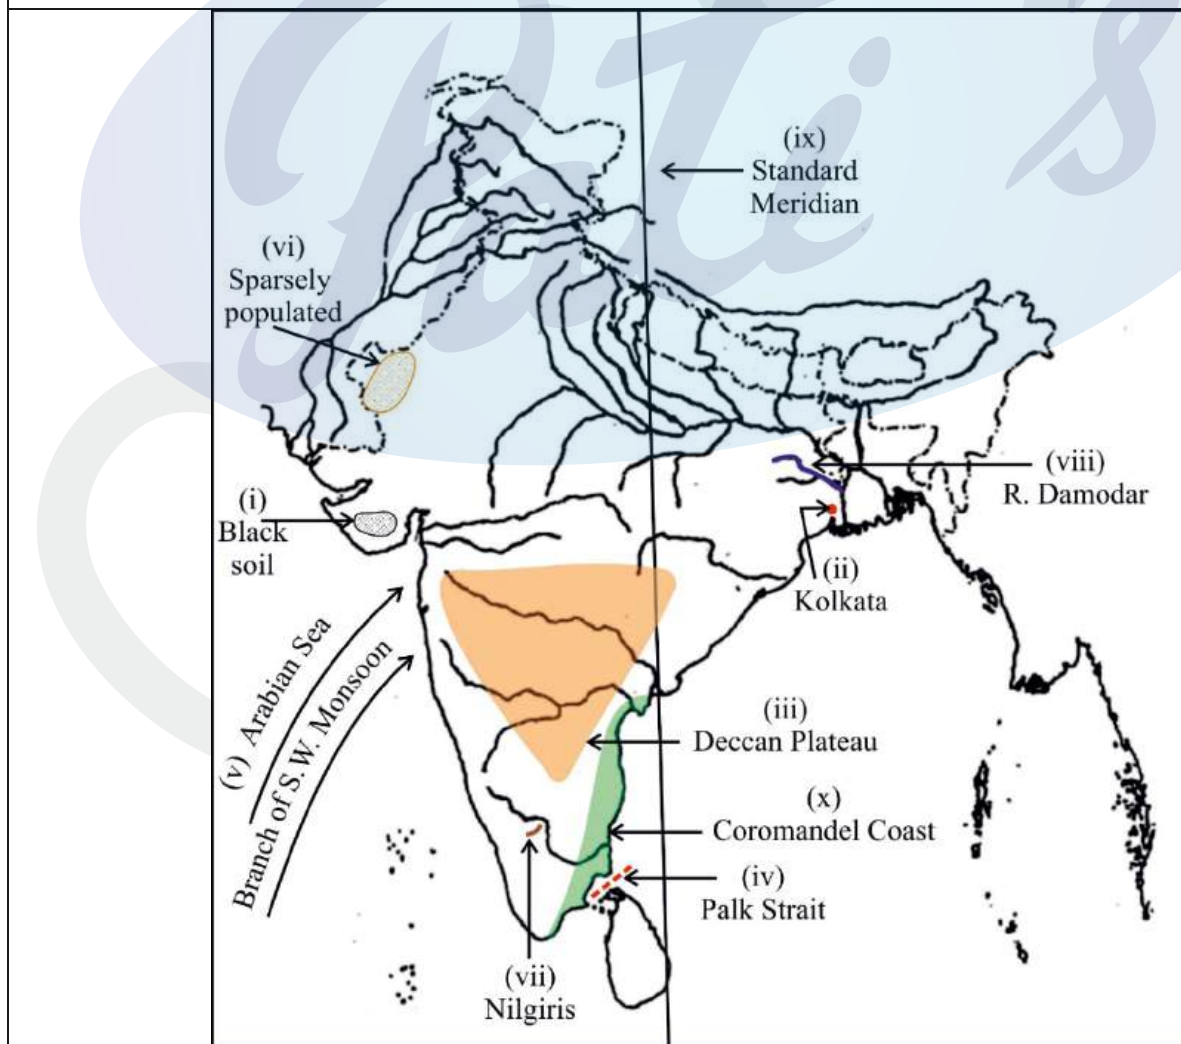 (ix)
Standard
Meridian
(vi)
Sparsely
populated
(viii)
R. Damodar
(i)
Black
soil
(ii)
Kolkata
(v) Arabian Sea
Branch of S.W. Monsoon
(iii)
Deccan Plateau
(x)
Coromandel Coast
(iv)
Palk Strait
(vii)
Nilgiris